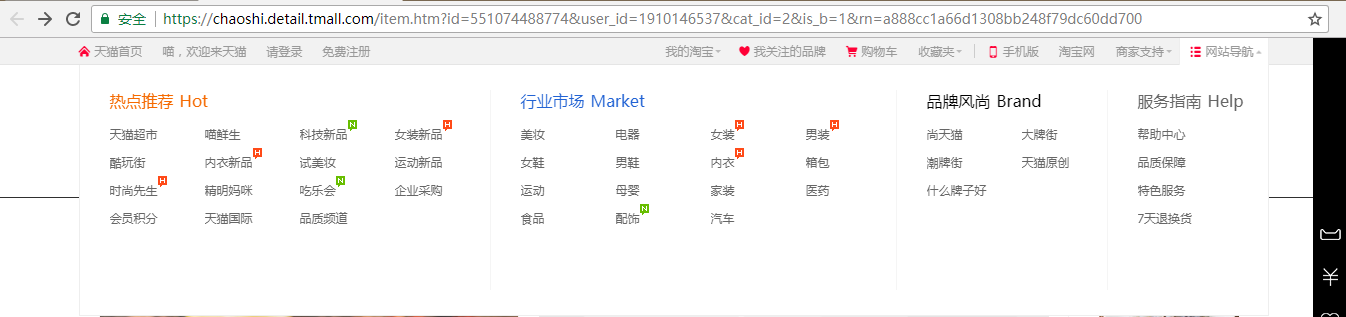 安全 https://chaoshi.detail.tmall.com/item.htm?id=551074488774&user_id=1910146537&cat_id=2&is_b=1&rn=a888cc1a66d1308bb248f79dc60dd700
天猫首页 喵，欢迎来天猫 请登录 免费注册 我的淘宝 我关注的品牌 购物车 收藏夹 手机版 淘宝网 商家支持 网站导航
热点推荐 Hot 行业市场 Market 品牌风尚 Brand 服务指南 Help
天猫超市 喵鲜生 科技新品 N 女装新品 H 美妆 电器 女装 H 男装 H 尚天猫 大牌街 帮助中心
酷玩街 内衣新品 H 试美妆 运动新品 女鞋 男鞋 内衣 H 箱包 潮牌街 天猫原创 品质保障
时尚先生 H 精明妈咪 吃乐会 N 企业采购 运动 母婴 家装 医药 什么牌子好 特色服务
会员积分 天猫国际 品质频道 食品 配饰 N 汽车 7天退换货